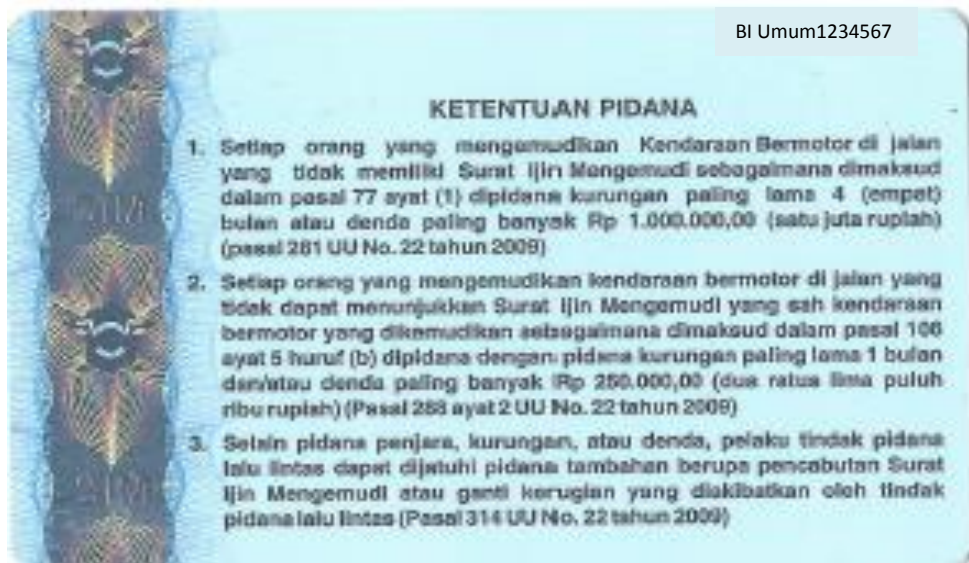 BI Umum1234567
KETENTUAN PIDANA
1. Setiap orang yang mengemudikan Kendaraan Bermotor di jalan
yang tidak memiliki Surat Ijin Mengemudi sebagaimana dimaksud
dalam pasal 77 ayat (1) dipidana kurungan paling lama 4 (empat)
bulan atau denda paling banyak Rp 1.000.000,00 (satu juta rupiah)
(pasal 281 UU No. 22 tahun 2009)
2. Setiap orang yang mengemudikan kendaraan bermotor di jalan yang
tidak dapat menunjukkan Surat Ijin Mengemudi yang sah kendaraan
bermotor yang dikemudikan sebagaimana dimaksud dalam pasal 106
ayat 5 huruf (b) dipidana dengan pidana kurungan paling lama 1 bulan
dan/atau denda paling banyak Rp 250.000,00 (dua ratus lima puluh
ribu rupiah) (Pasal 288 ayat 2 UU No. 22 tahun 2009)
3. Selain pidana penjara, kurungan, atau denda, pelaku tindak pidana
lalu lintas dapat dijatuhi pidana tambahan berupa pencabutan Surat
Ijin Mengemudi atau ganti kerugian yang diakibatkan oleh tindak
pidana lalu lintas (Pasal 314 UU No. 22 tahun 2009)